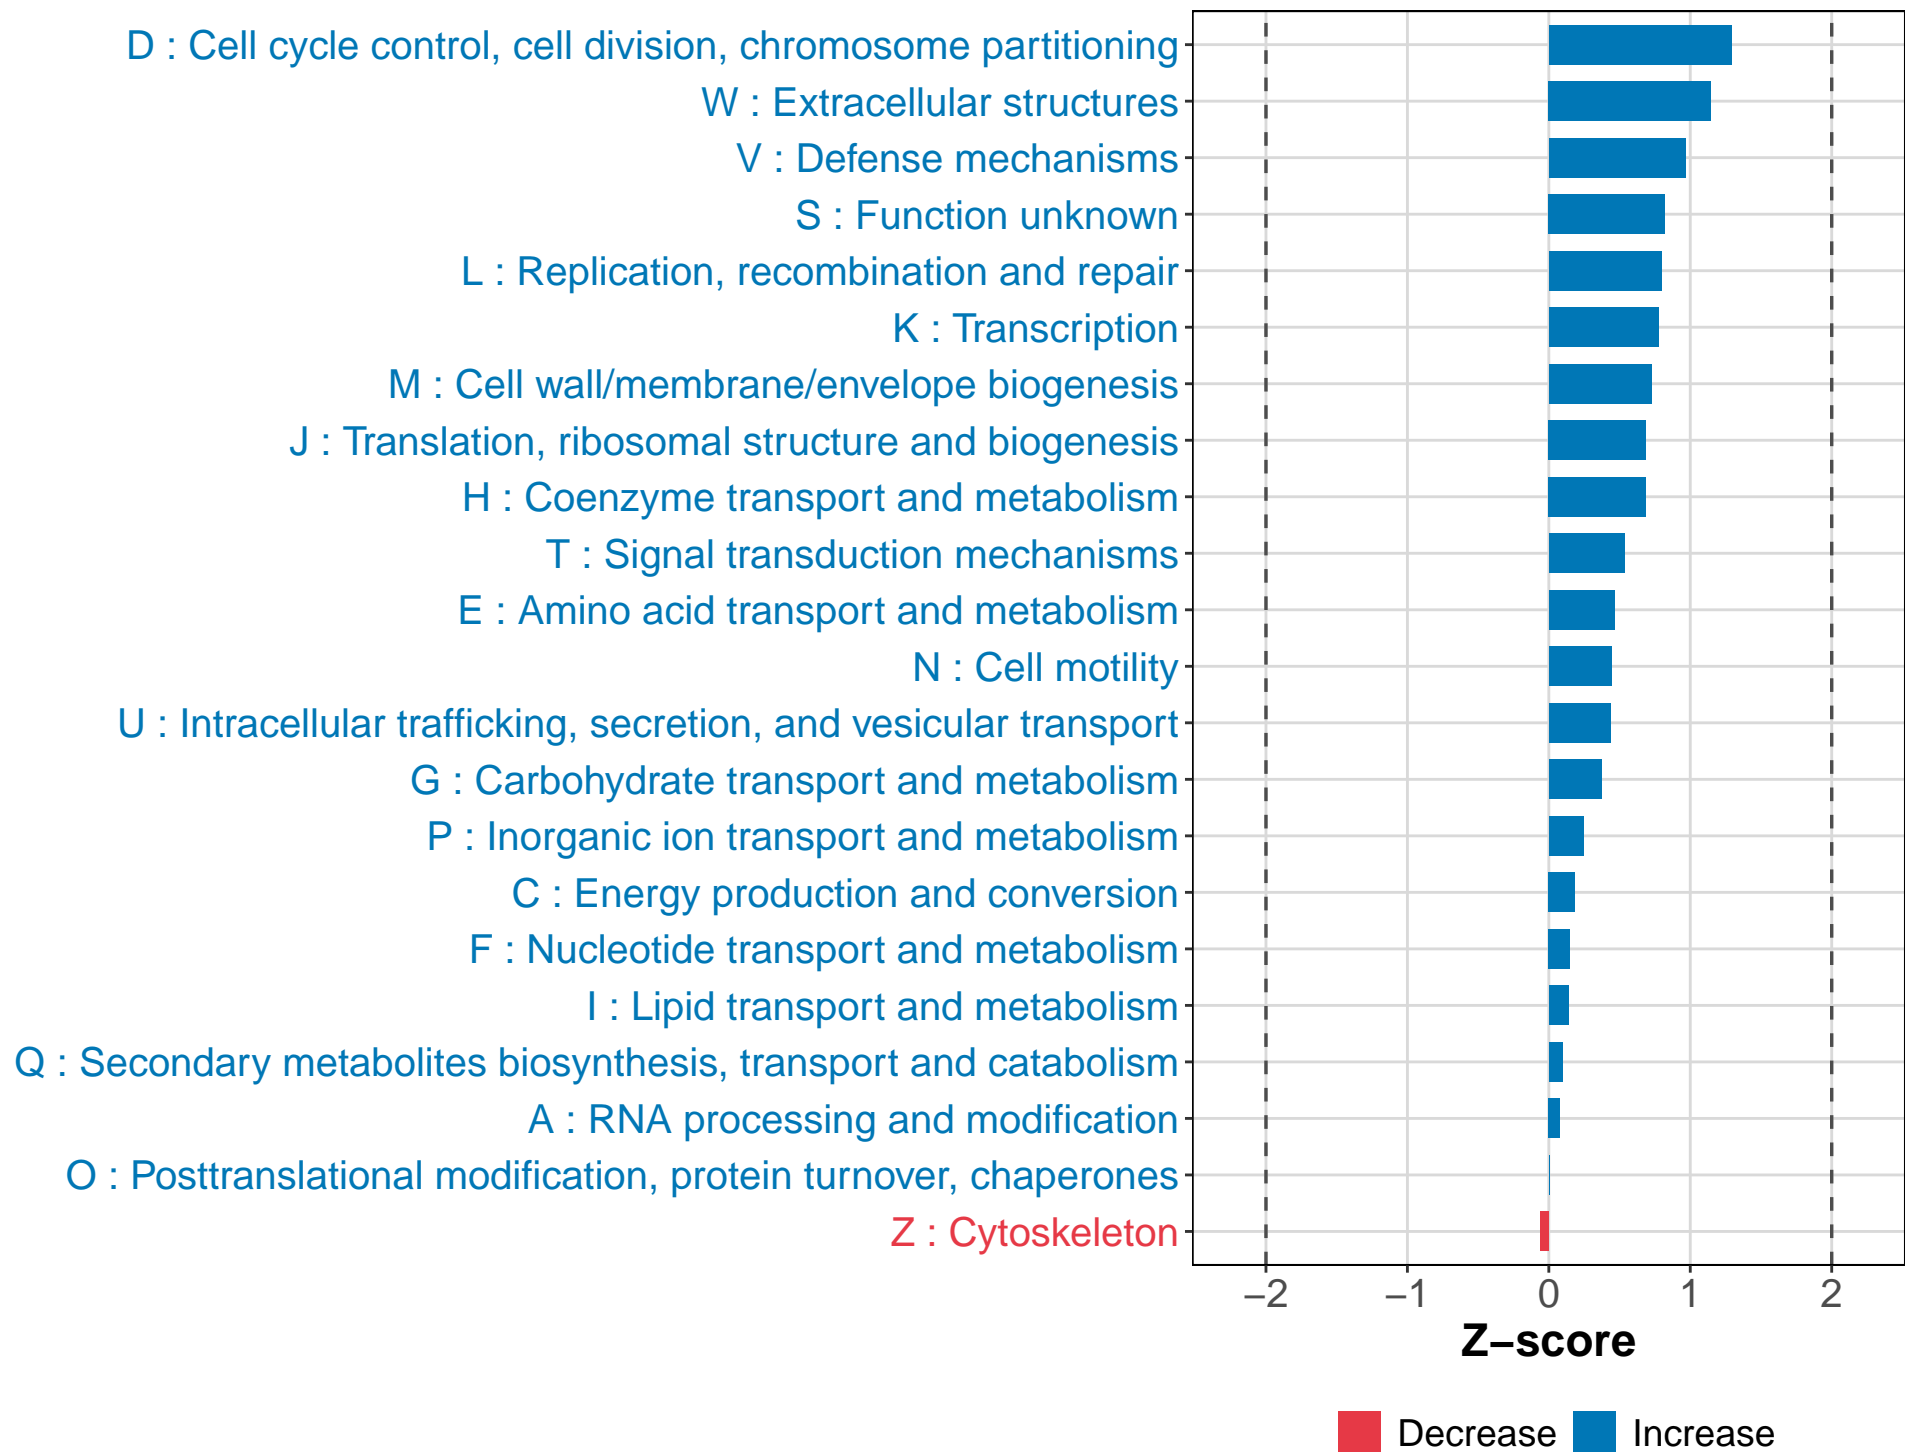 D : Cell cycle control, cell division, chromosome partitioning
W : Extracellular structures
V : Defense mechanisms
S : Function unknown
L : Replication, recombination and repair
K : Transcription
M : Cell wall/membrane/envelope biogenesis
J : Translation, ribosomal structure and biogenesis
H : Coenzyme transport and metabolism
T : Signal transduction mechanisms
E : Amino acid transport and metabolism
N : Cell motility
U : Intracellular trafficking, secretion, and vesicular transport
G : Carbohydrate transport and metabolism
P : Inorganic ion transport and metabolism
C : Energy production and conversion
F : Nucleotide transport and metabolism
I : Lipid transport and metabolism
Q : Secondary metabolites biosynthesis, transport and catabolism
A : RNA processing and modification
O : Posttranslational modification, protein turnover, chaperones
Z : Cytoskeleton
−2 −1 0 1 2
Z−score
Decrease Increase